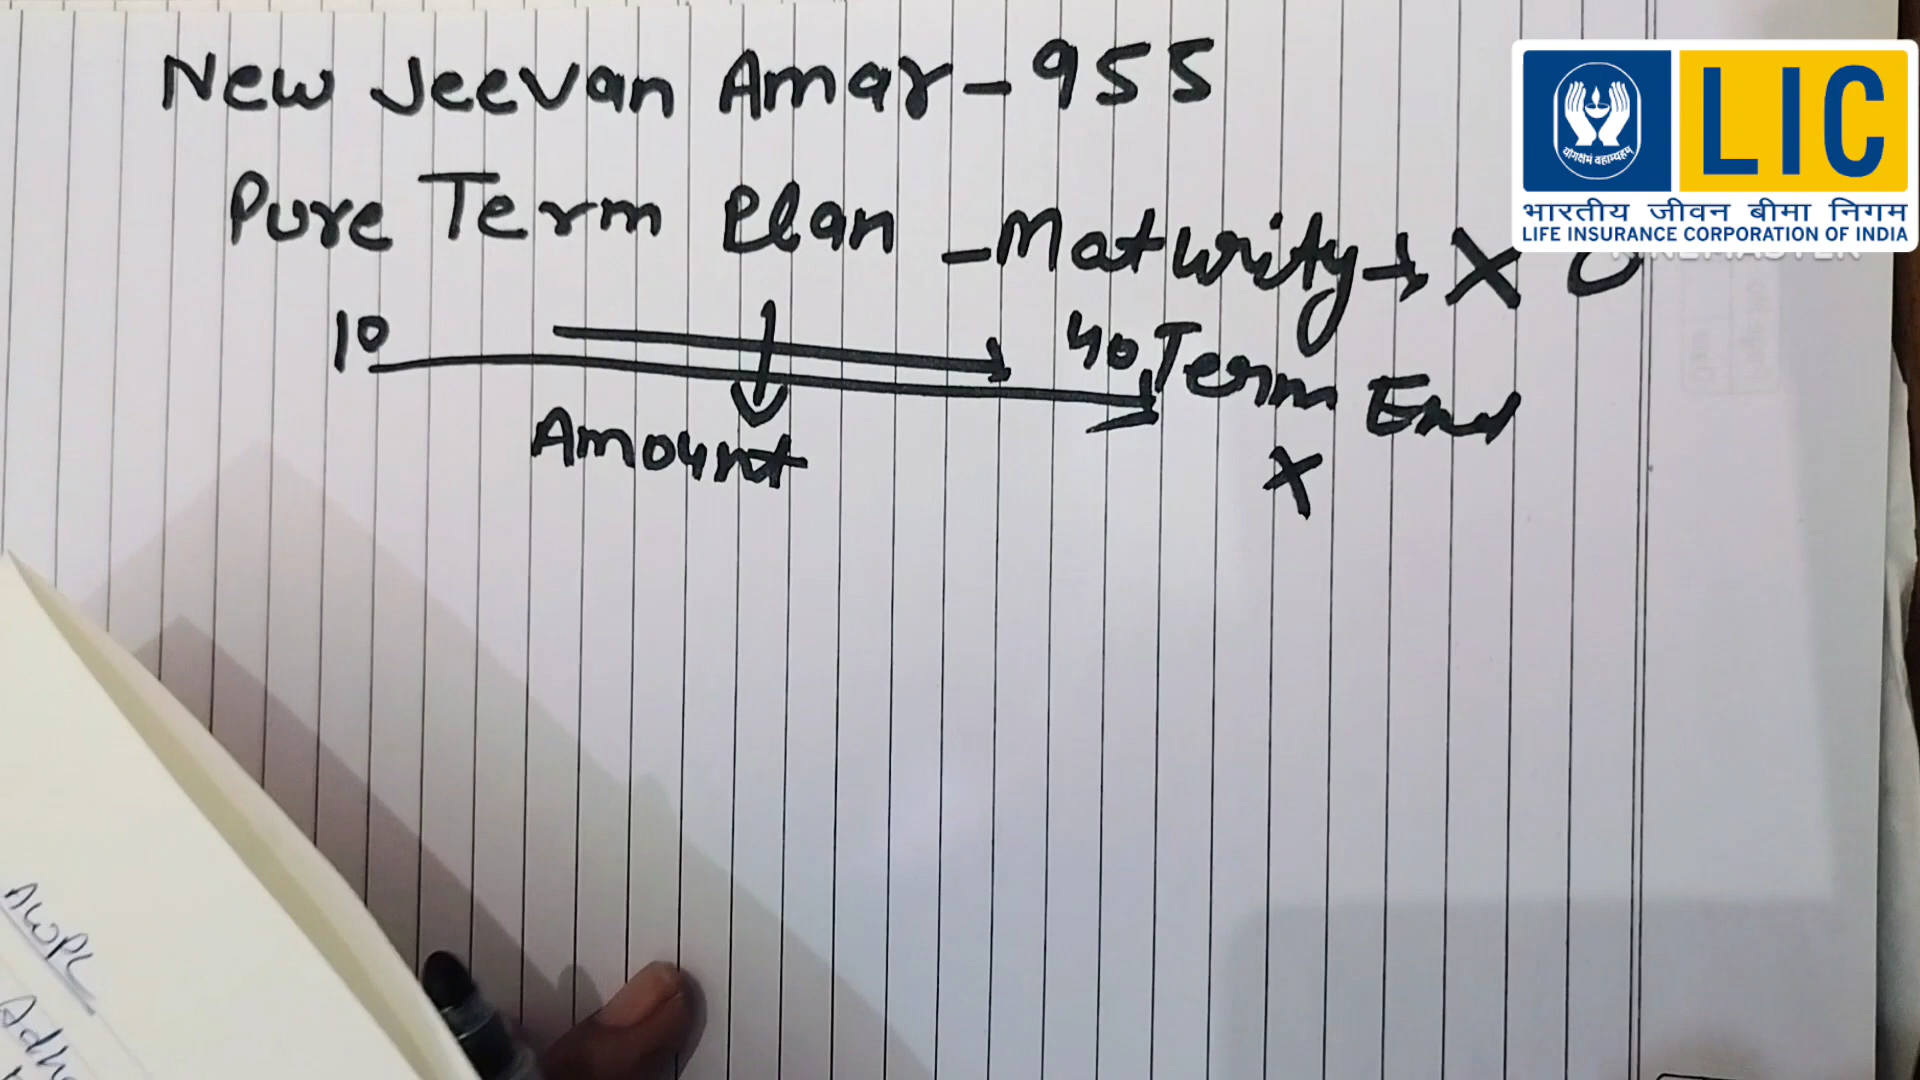 New Jeevan Amar - 955
LIC
भारतीय जीवन बीमा निगम
LIFE INSURANCE CORPORATION OF INDIA
Pure Term Plan - Maturity → X 0
10
40 Term End
Amount
X